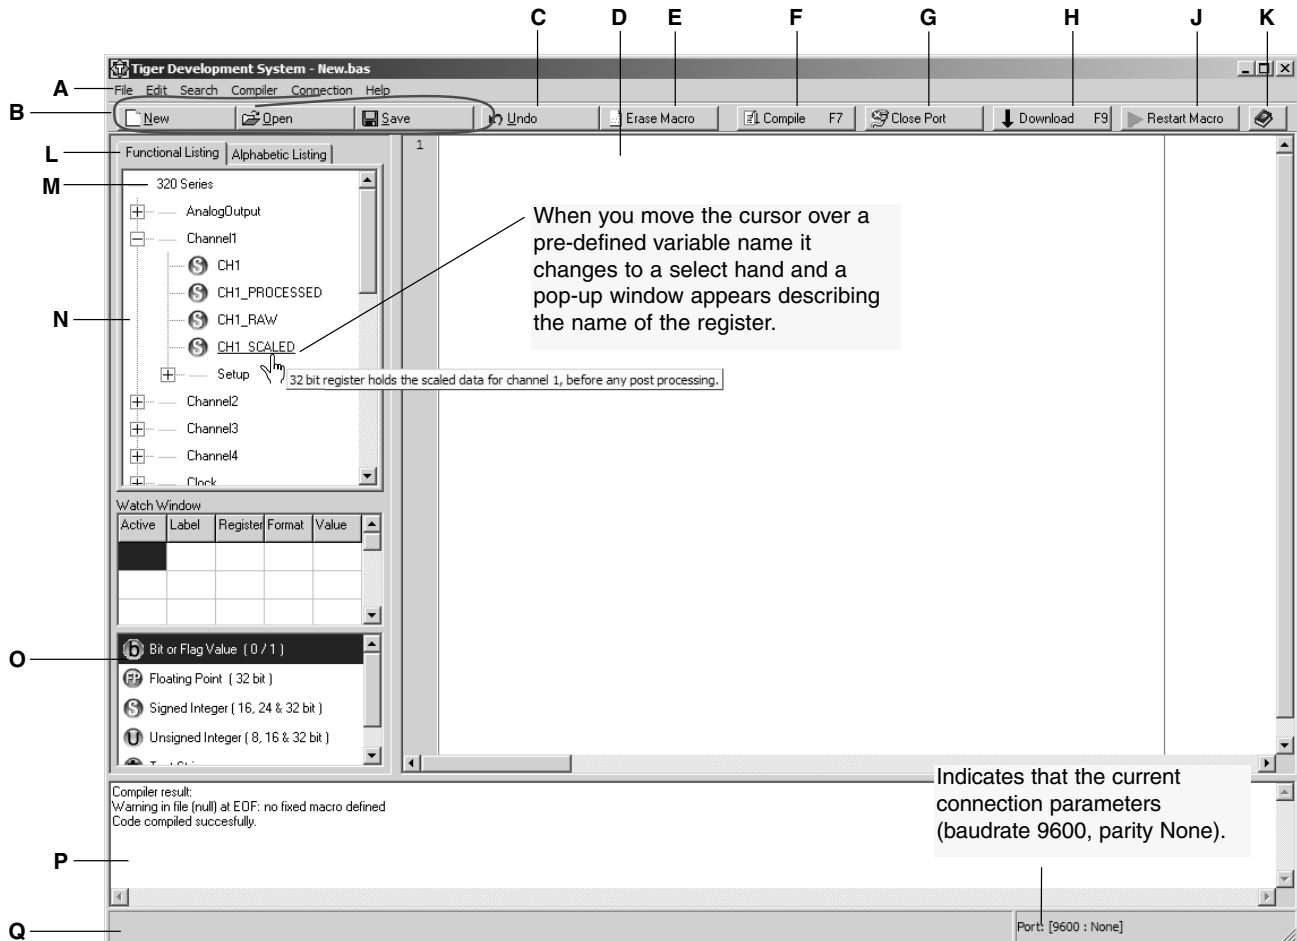 C D E F G H J K
Tiger Development System - New.bas
A
File Edit Search Compiler Connection Help
B
New Open Save Undo Erase Macro Compile F7 Close Port Download F9 Restart Macro
L
Functional Listing Alphabetic Listing
1
M
320 Series
AnalogOutput
Channel1
CH1
CH1_PROCESSED
N
CH1_RAW
CH1_SCALED
Setup
When you move the cursor over a
pre-defined variable name it
changes to a select hand and a
pop-up window appears describing
the name of the register.
32 bit register holds the scaled data for channel 1, before any post processing.
Channel2
Channel3
Channel4
Clock
Watch Window
Active Label Register Format Value
O
Bit or Flag Value ( 0 / 1 )
Floating Point ( 32 bit )
Signed Integer ( 16, 24 & 32 bit )
Unsigned Integer ( 8, 16 & 32 bit )
Compiler result:
Warning in file (null) at EOF: no fixed macro defined
Code compiled succesfully.
P
Indicates that the current
connection parameters
(baudrate 9600, parity None).
Q
Port: [9600 : None]